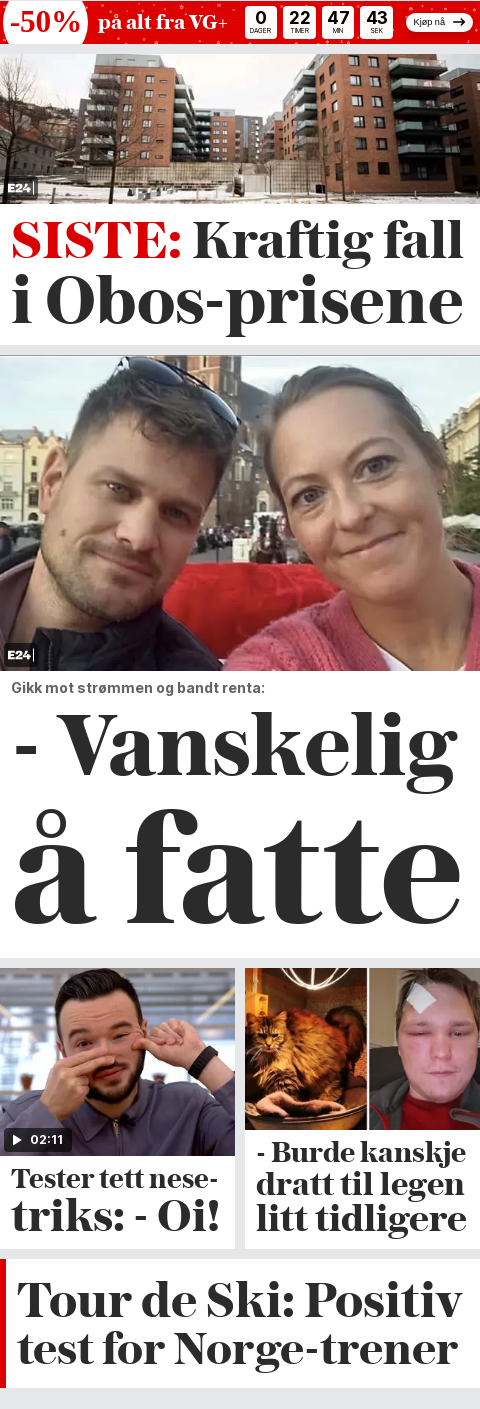 -50% på alt fra VG+
0 22 47 43
DAGER TIMER MIN SEK
Kjøp nå
E24
SISTE: Kraftig fall
i Obos-prisene
E24
Gikk mot strømmen og bandt renta:
- Vanskelig
å fatte
02:11
Tester tett nese-
triks: - Oi!
- Burde kanskje
dratt til legen
litt tidligere
Tour de Ski: Positiv
test for Norge-trener